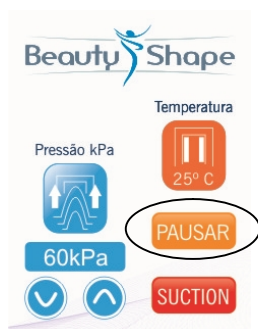 Beauty Shape
Temperatura
Pressão kPa
25º C
PAUSAR
60kPa
SUCTION